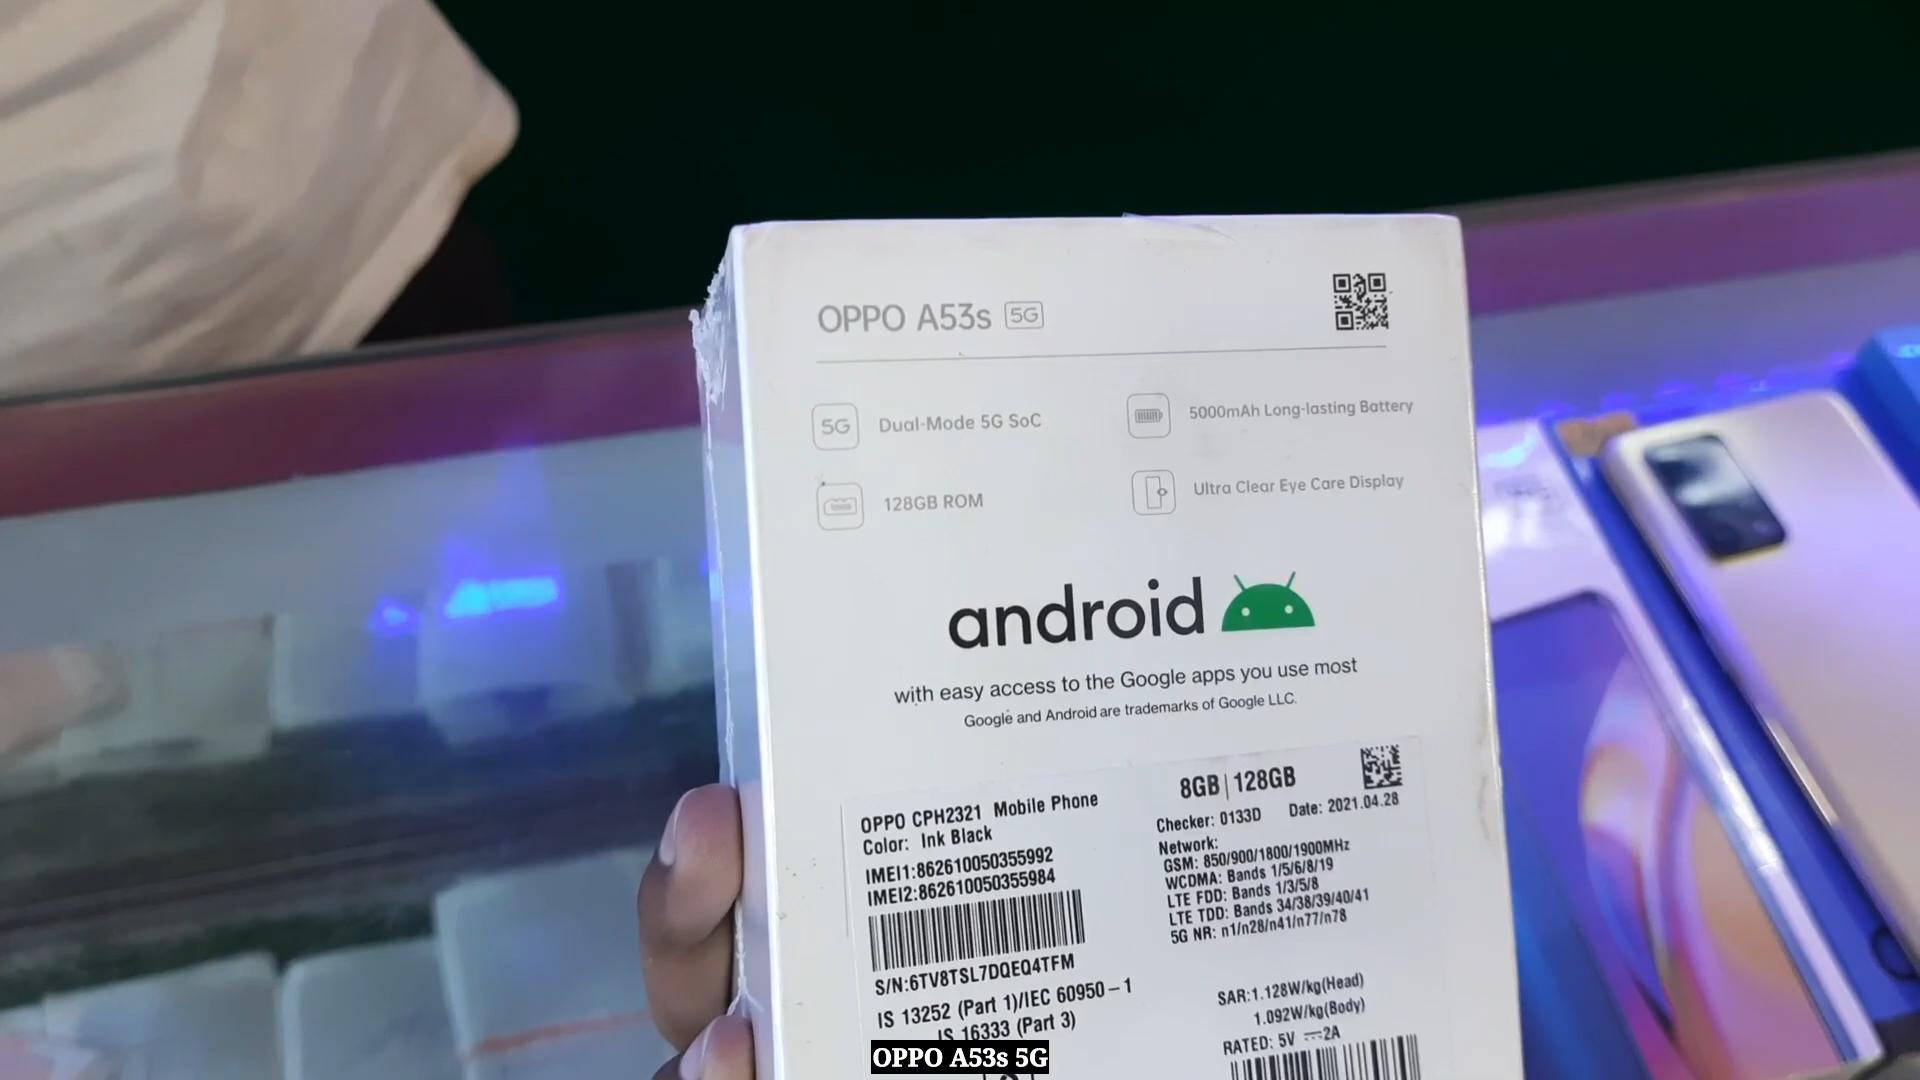 OPPO A53s 5G
5G Dual-Mode 5G SoC
5000mAh Long-lasting Battery
128GB ROM
Ultra Clear Eye Care Display
android
with easy access to the Google apps you use most
Google and Android are trademarks of Google LLC.
OPPO CPH2321 Mobile Phone
Color: Ink Black
IMEI1:862610050355992
IMEI2:862610050355984
S/N:6TV8TSL7DQEQ4TFM
IS 13252 (Part 1)/IEC 60950-1
IS 16333 (Part 3)
8GB | 128GB
Checker: 0133D Date: 2021.04.28
Network:
GSM: 850/900/1800/1900MHz
WCDMA: Bands 1/5/6/8/19
LTE FDD: Bands 1/3/5/8
LTE TDD: Bands 34/38/39/40/41
5G NR: n1/n28/n41/n77/n78
SAR:1.128W/kg(Head)
1.092W/kg(Body)
RATED: 5V ⎓2A
OPPO A53s 5G